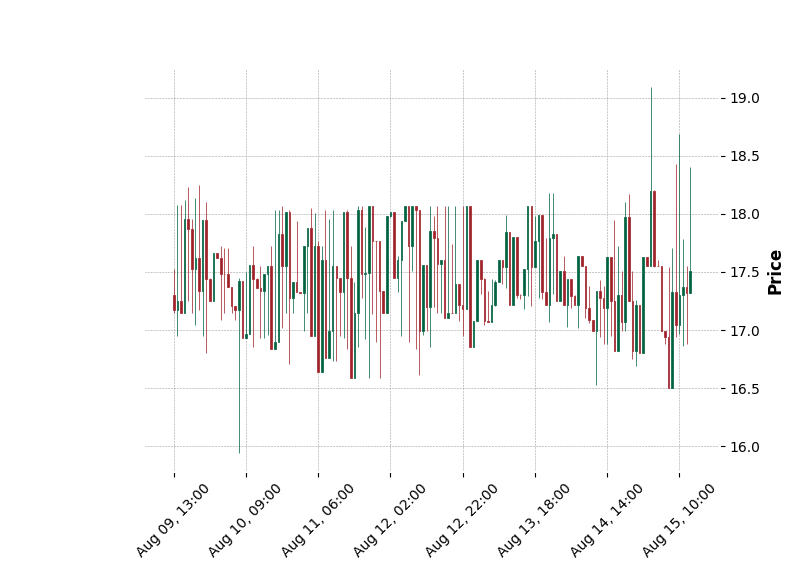 19.0
18.5
18.0
17.5
17.0
16.5
16.0
Price
Aug 09, 13:00
Aug 10, 09:00
Aug 11, 06:00
Aug 12, 02:00
Aug 12, 22:00
Aug 13, 18:00
Aug 14, 14:00
Aug 15, 10:00